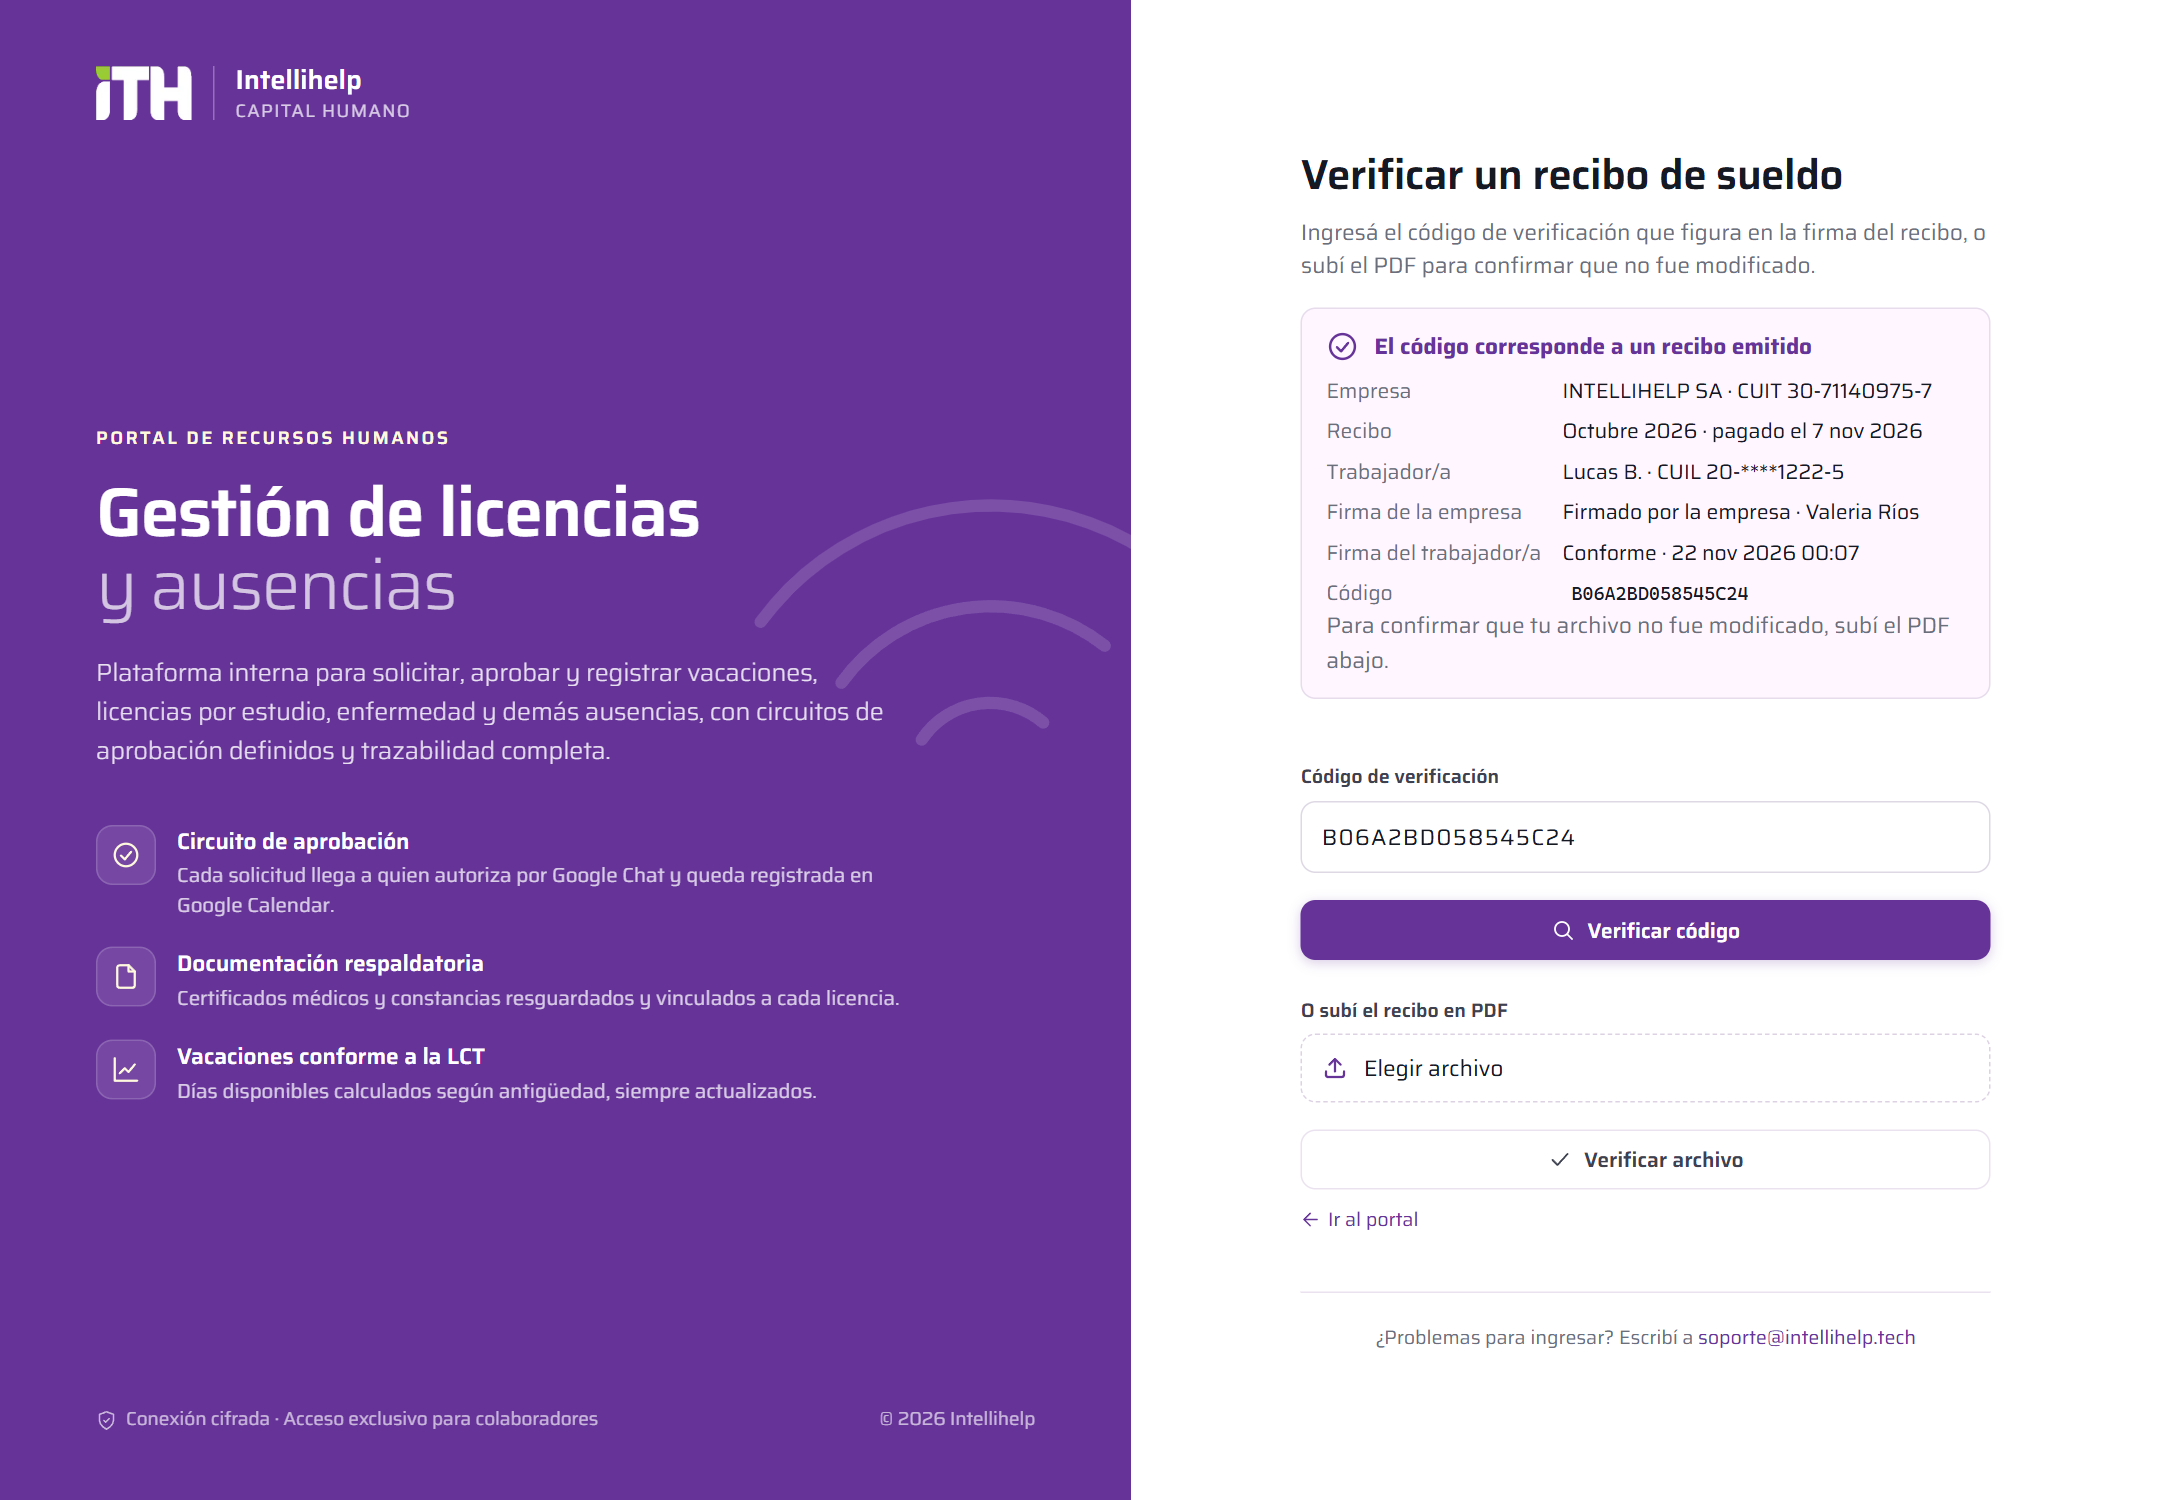 iTH
Intellihelp
CAPITAL HUMANO
PORTAL DE RECURSOS HUMANOS
Gestión de licencias
y ausencias
Plataforma interna para solicitar, aprobar y registrar vacaciones,
licencias por estudio, enfermedad y demás ausencias, con circuitos de
aprobación definidos y trazabilidad completa.
Circuito de aprobación
Cada solicitud llega a quien autoriza por Google Chat y queda registrada en
Google Calendar.
Documentación respaldatoria
Certificados médicos y constancias resguardados y vinculados a cada licencia.
Vacaciones conforme a la LCT
Días disponibles calculados según antigüedad, siempre actualizados.
Conexión cifrada · Acceso exclusivo para colaboradores
© 2026 Intellihelp
Verificar un recibo de sueldo
Ingresá el código de verificación que figura en la firma del recibo, o
subí el PDF para confirmar que no fue modificado.
El código corresponde a un recibo emitido
Empresa INTELLIHELP SA · CUIT 30-71140975-7
Recibo Octubre 2026 · pagado el 7 nov 2026
Trabajador/a Lucas B. · CUIL 20-****1222-5
Firma de la empresa Firmado por la empresa · Valeria Ríos
Firma del trabajador/a Conforme · 22 nov 2026 00:07
Código B06A2BD058545C24
Para confirmar que tu archivo no fue modificado, subí el PDF
abajo.
Código de verificación
B06A2BD058545C24
Verificar código
O subí el recibo en PDF
Elegir archivo
Verificar archivo
Ir al portal
¿Problemas para ingresar? Escribí a soporte@intellihelp.tech